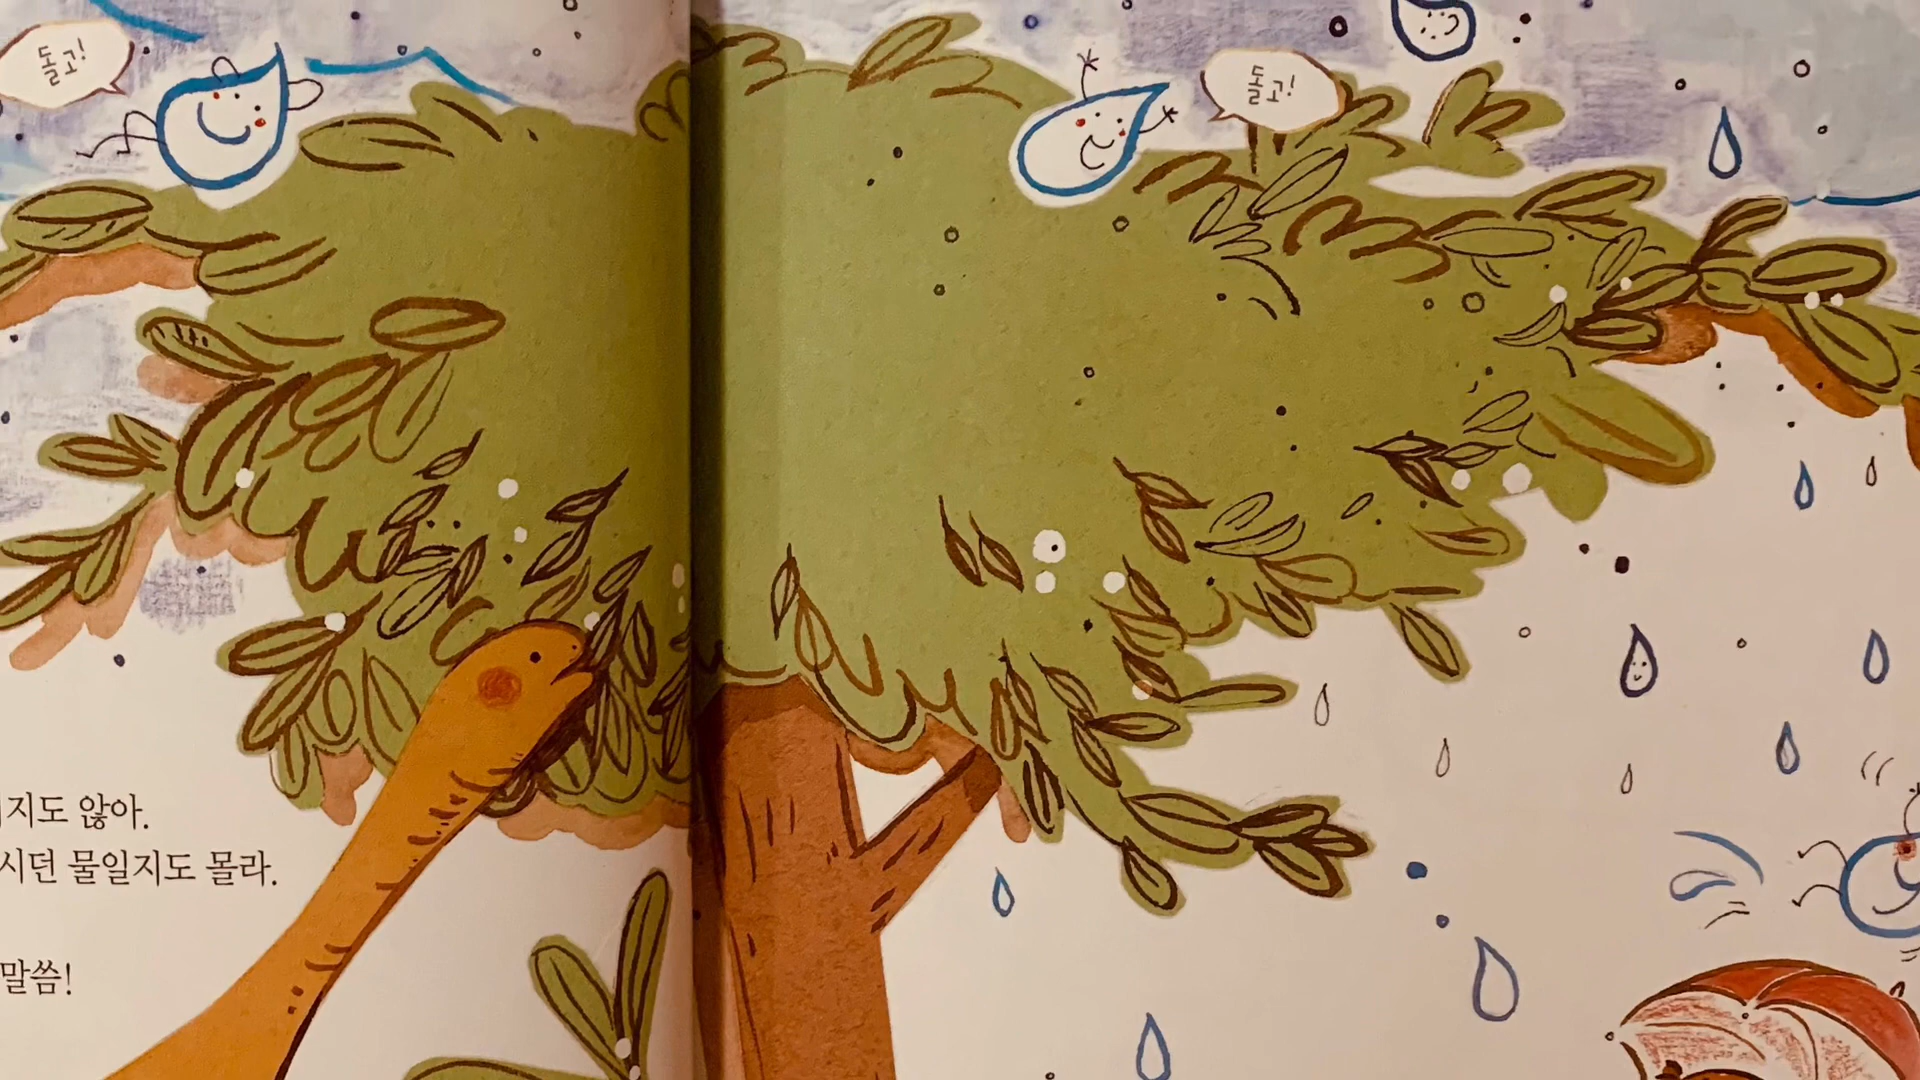 돌고!
돌고!
지도 않아.
시던 물일지도 몰라.
말씀!